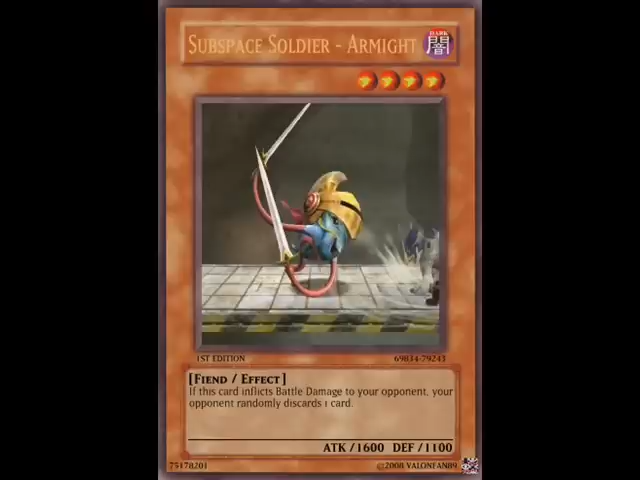 Subspace Soldier - Armight
DARK
闇
1ST EDITION
69834-79243
[Fiend / Effect]
If this card inflicts Battle Damage to your opponent, your
opponent randomly discards 1 card.
ATK /1600 DEF /1100
75178201
©2008 VALONFAN89